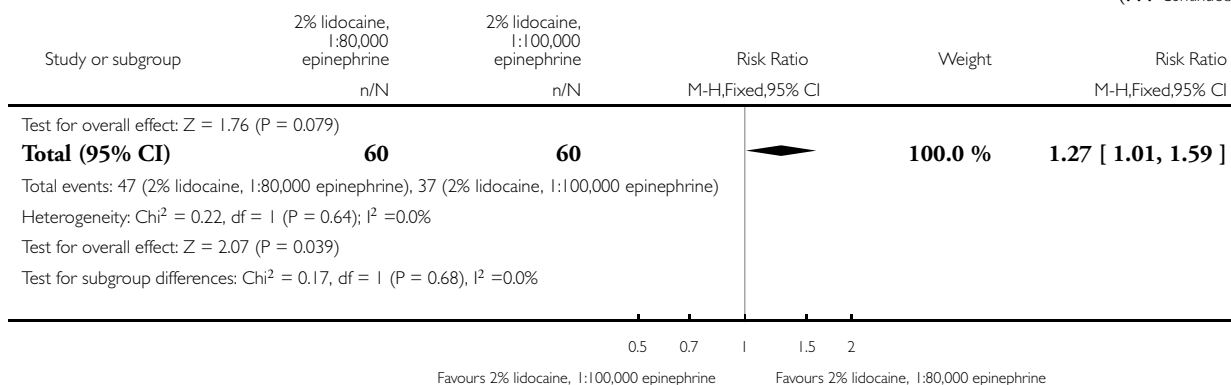 2% lidocaine, 2% lidocaine,
1:80,000 1:100,000
Study or subgroup epinephrine epinephrine Risk Ratio Weight Risk Ratio
n/N n/N M-H,Fixed,95% CI M-H,Fixed,95% CI
Test for overall effect: Z = 1.76 (P = 0.079)
Total (95% CI) 60 60 100.0 % 1.27 [ 1.01, 1.59 ]
Total events: 47 (2% lidocaine, 1:80,000 epinephrine), 37 (2% lidocaine, 1:100,000 epinephrine)
Heterogeneity: Chi² = 0.22, df = 1 (P = 0.64); I² =0.0%
Test for overall effect: Z = 2.07 (P = 0.039)
Test for subgroup differences: Chi² = 0.17, df = 1 (P = 0.68), I² =0.0%
0.5 0.7 1 1.5 2
Favours 2% lidocaine, 1:100,000 epinephrine Favours 2% lidocaine, 1:80,000 epinephrine